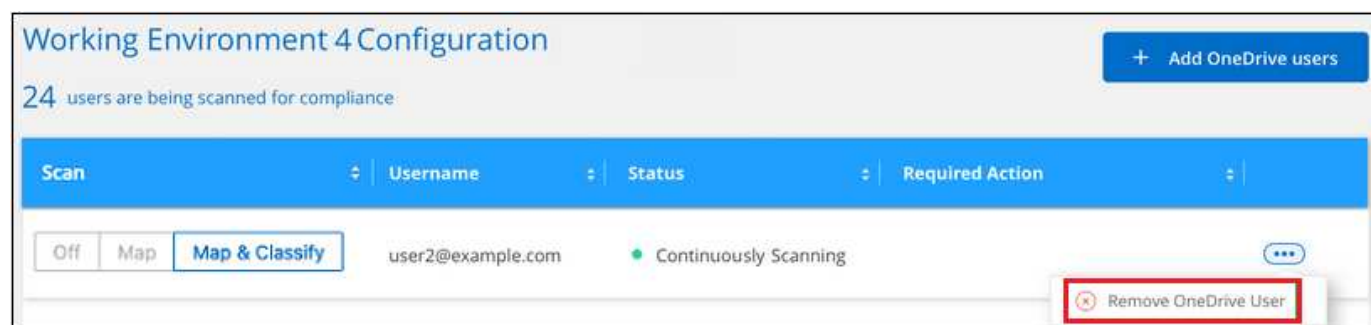 Working Environment 4 Configuration
+ Add OneDrive users
24 users are being scanned for compliance
Scan Username Status Required Action
Off Map Map & Classify user2@example.com Continuously Scanning
Remove OneDrive User